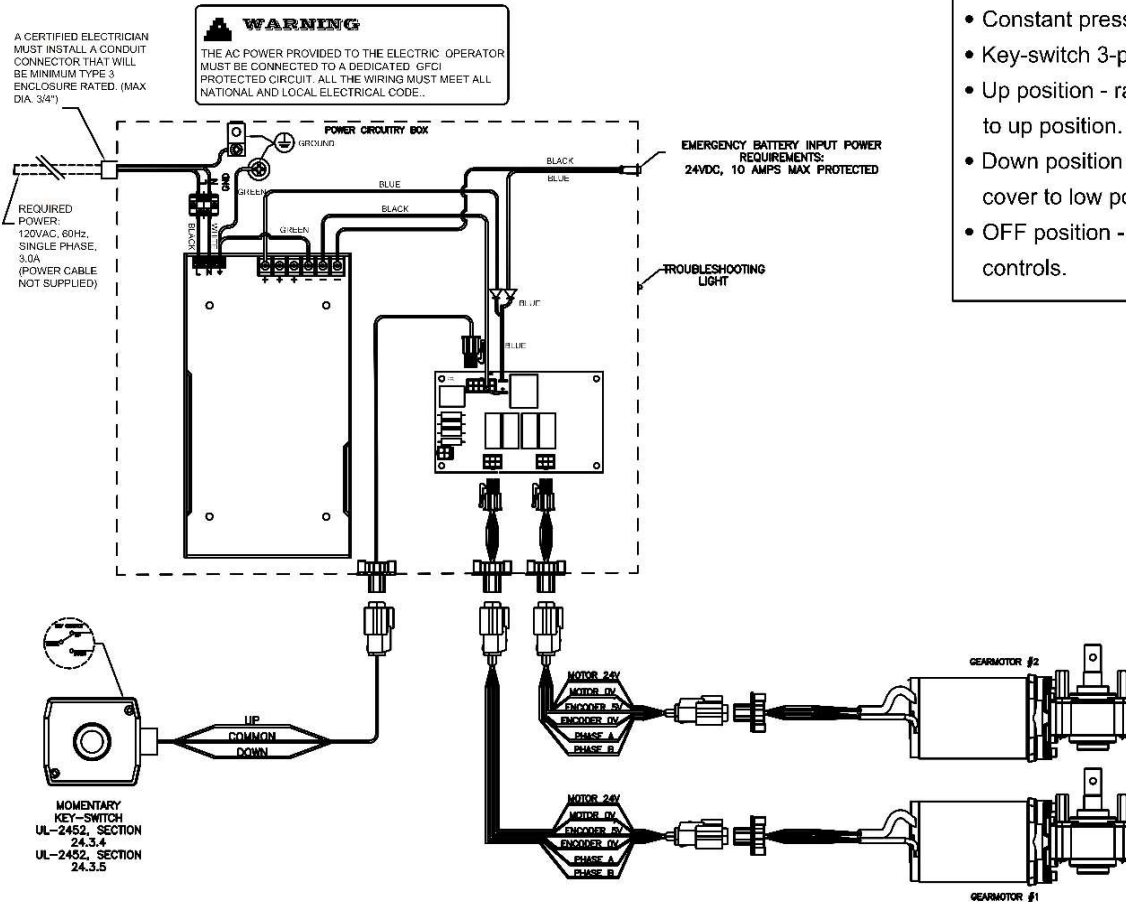 WARNING
THE AC POWER PROVIDED TO THE ELECTRIC OPERATOR
MUST BE CONNECTED TO A DEDICATED GFCI
PROTECTED CIRCUIT. ALL THE WIRING MUST MEET ALL
NATIONAL AND LOCAL ELECTRICAL CODE..
A CERTIFIED ELECTRICIAN
MUST INSTALL A CONDUIT
CONNECTOR THAT WILL
BE MINIMUM TYPE 3
ENCLOSURE RATED. (MAX
DIA. 3/4")
• Constant press
• Key-switch 3-p
• Up position - ra
to up position.
• Down position
cover to low po
• OFF position -
controls.
POWER CIRCUITRY BOX
GROUND
EMERGENCY BATTERY INPUT POWER
REQUIREMENTS:
24VDC, 10 AMPS MAX PROTECTED
BLACK
BLUE
BLUE
BLACK
L N
GND
GREEN
GREEN
BLACK
L N
+ + + - - -
REQUIRED
POWER:
120VAC, 60Hz,
SINGLE PHASE,
3.0A
(POWER CABLE
NOT SUPPLIED)
TROUBLESHOOTING
LIGHT
BLUE
BLUE
UP
COMMON
DOWN
MOMENTARY
KEY-SWITCH
UL-2452, SECTION
24.3.4
UL-2452, SECTION
24.3.5
MOTOR 24V
MOTOR 0V
ENCODER 5V
ENCODER 0V
PHASE A
PHASE B
GEARMOTOR #2
MOTOR 24V
MOTOR 0V
ENCODER 5V
ENCODER 0V
PHASE A
PHASE B
GEARMOTOR #1